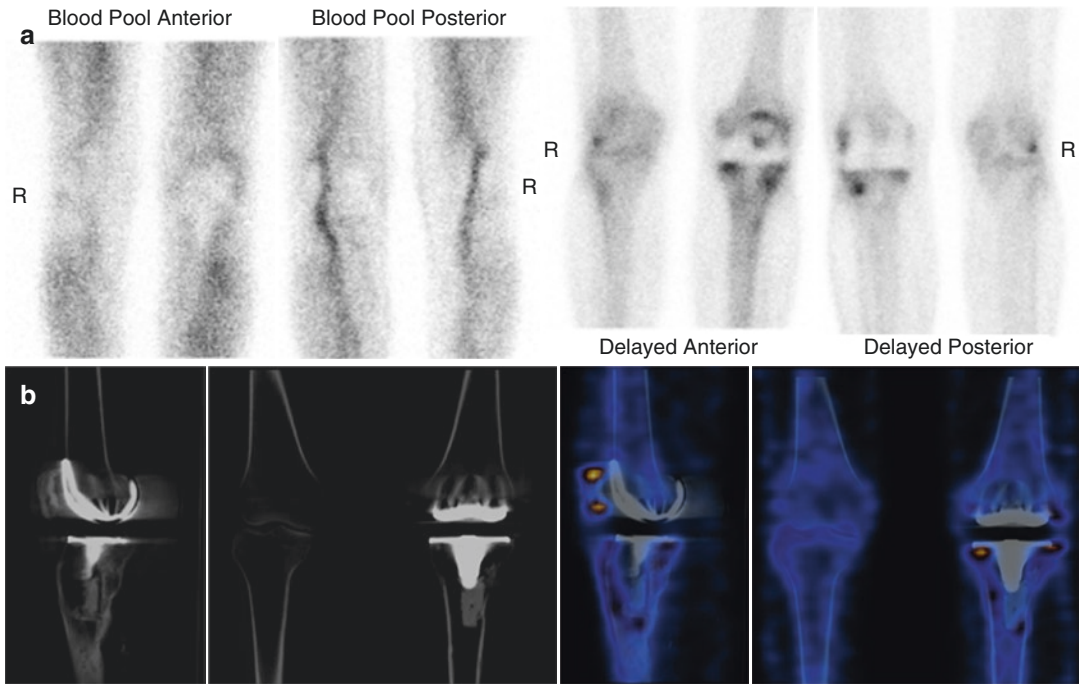 Blood Pool Anterior
Blood Pool Posterior
a
R
R
R
R
Delayed Anterior
Delayed Posterior
b